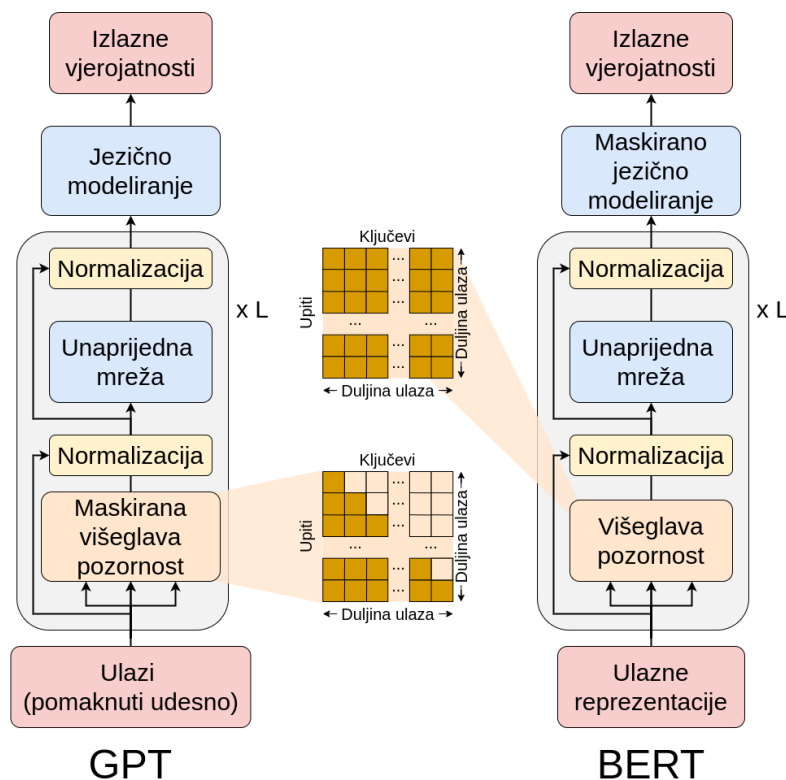 Izlazne
vjerojatnosti
Jezično
modeliranje
Normalizacija
x L
Unaprijedna
mreža
Normalizacija
Maskirana
višeglava
pozornost
Ulazi
(pomaknuti udesno)
GPT
Ključevi
...
...
...
Upiti
Duljina ulaza
...
...
...
...
Duljina ulaza
Ključevi
...
...
...
Upiti
Duljina ulaza
...
...
...
...
Duljina ulaza
Izlazne
vjerojatnosti
Maskirano
jezično
modeliranje
Normalizacija
x L
Unaprijedna
mreža
Normalizacija
Višeglava
pozornost
Ulazne
reprezentacije
BERT